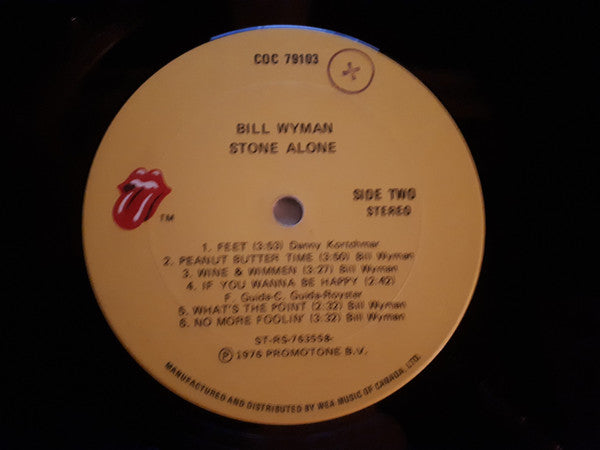 COC 79103
BILL WYMAN
STONE ALONE
SIDE TWO
STEREO
TM
1. FEET (3:53) Danny Kortchmar
2. PEANUT BUTTER TIME (3:50) Bill Wyman
3. WINE & WIMMEN (3:27) Bill Wyman
4. IF YOU WANNA BE HAPPY (2:42)
F. Guida-C. Guida-Royster
5. WHAT'S THE POINT (2:32) Bill Wyman
6. NO MORE FOOLIN' (3:32) Bill Wyman
ST-RS-763558-
Ⓟ 1976 PROMOTONE B.V.
MANUFACTURED AND DISTRIBUTED BY WEA MUSIC OF CANADA, LTD.